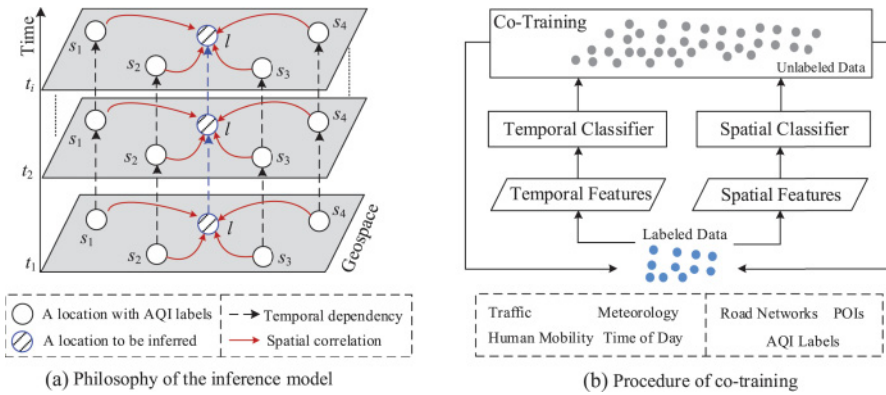 Time
s1
l
s4
s2
s3
ti
s1
l
s4
s2
s3
t2
s1
l
s4
s2
s3
t1
Geospace
A location with AQI labels
Temporal dependency
A location to be inferred
Spatial correlation
(a) Philosophy of the inference model
Co-Training
Unlabeled Data
Temporal Classifier
Spatial Classifier
Temporal Features
Spatial Features
Labeled Data
Traffic
Meteorology
Human Mobility
Time of Day
Road Networks
POIs
AQI Labels
(b) Procedure of co-training